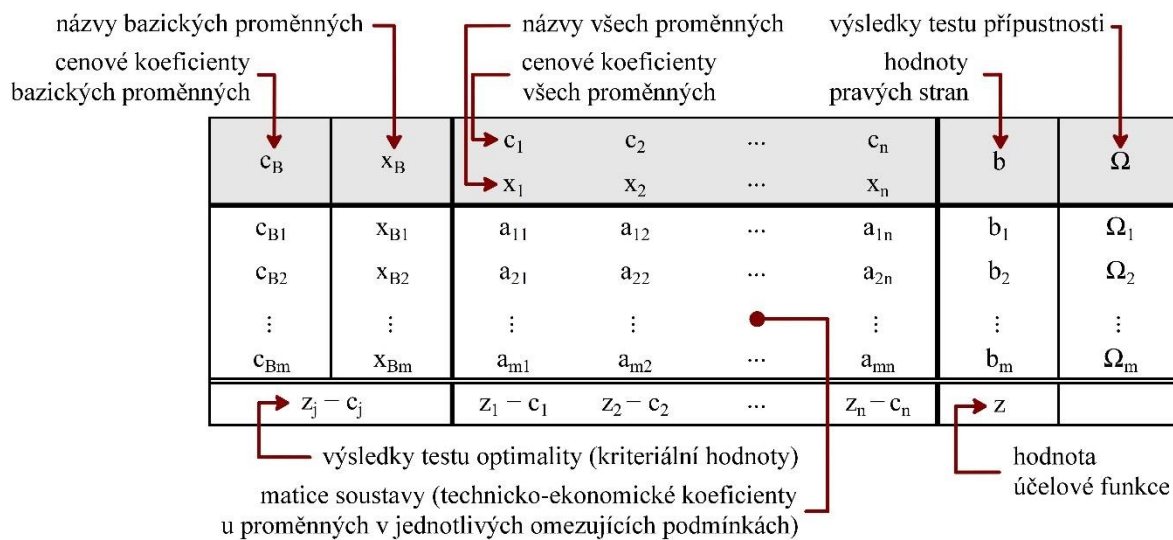 názvy bazických proměnných
názvy všech proměnných
výsledky testu přípustnosti
cenové koeficienty
bazických proměnných
cenové koeficienty
všech proměnných
hodnoty
pravých stran
c_B x_B c_1 c_2 ... c_n b Ω
x_1 x_2 ... x_n
c_B1 x_B1 a_11 a_12 ... a_1n b_1 Ω_1
c_B2 x_B2 a_21 a_22 ... a_2n b_2 Ω_2
⋮ ⋮ ⋮ ⋮ ⋮ ⋮ ⋮
c_Bm x_Bm a_m1 a_m2 ... a_mn b_m Ω_m
z_j – c_j z_1 – c_1 z_2 – c_2 ... z_n – c_n z
výsledky testu optimality (kriteriální hodnoty)
hodnota
účelové funkce
matice soustavy (technicko-ekonomické koeficienty
u proměnných v jednotlivých omezujících podmínkách)